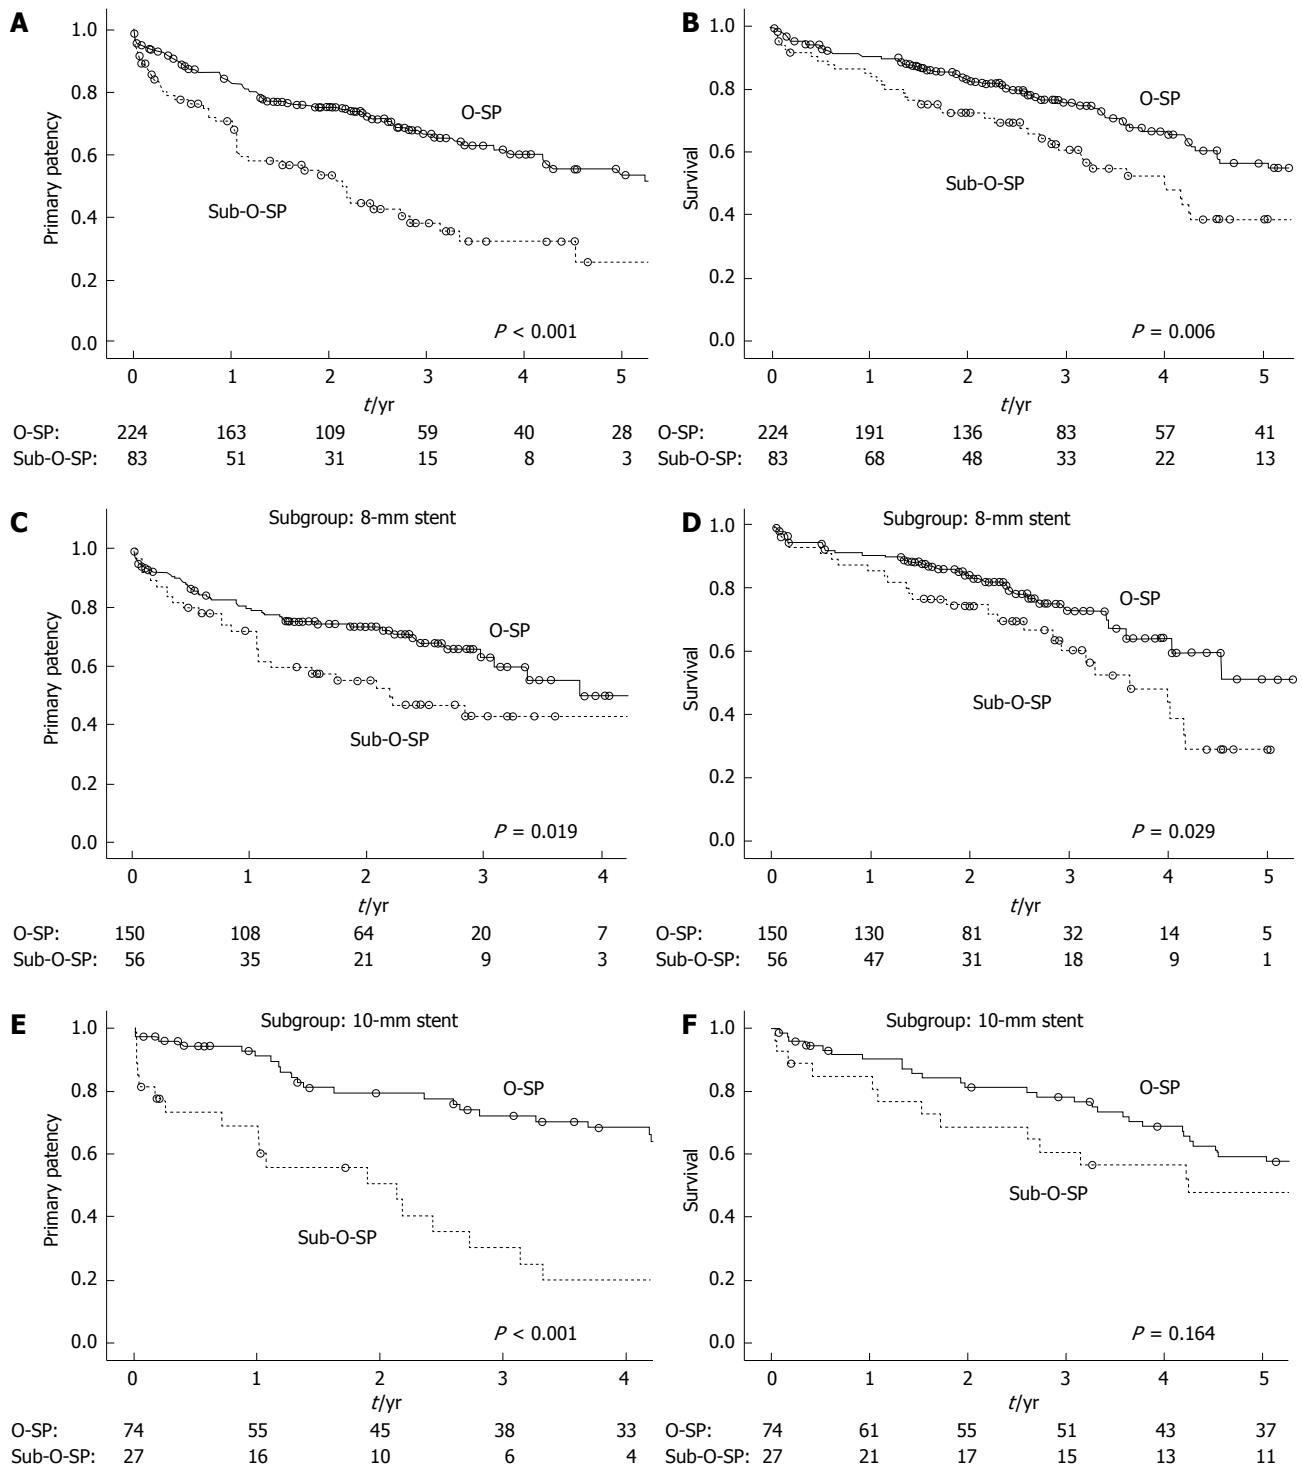 A
1.0
0.8
0.6
0.4
0.2
0.0
Primary patency
O-SP
Sub-O-SP
P < 0.001
0 1 2 3 4 5
t/yr
O-SP: 224 163 109 59 40 28
Sub-O-SP: 83 51 31 15 8 3
B
1.0
0.8
0.6
0.4
0.2
0.0
Survival
O-SP
Sub-O-SP
P = 0.006
0 1 2 3 4 5
t/yr
O-SP: 224 191 136 83 57 41
Sub-O-SP: 83 68 48 33 22 13
C
Subgroup: 8-mm stent
1.0
0.8
0.6
0.4
0.2
0.0
Primary patency
O-SP
Sub-O-SP
P = 0.019
0 1 2 3 4
t/yr
O-SP: 150 108 64 20 7
Sub-O-SP: 56 35 21 9 3
D
Subgroup: 8-mm stent
1.0
0.8
0.6
0.4
0.2
0.0
Survival
O-SP
Sub-O-SP
P = 0.029
0 1 2 3 4 5
t/yr
O-SP: 150 130 81 32 14 5
Sub-O-SP: 56 47 31 18 9 1
E
Subgroup: 10-mm stent
1.0
0.8
0.6
0.4
0.2
0.0
Primary patency
O-SP
Sub-O-SP
P < 0.001
0 1 2 3 4
t/yr
O-SP: 74 55 45 38 33
Sub-O-SP: 27 16 10 6 4
F
Subgroup: 10-mm stent
1.0
0.8
0.6
0.4
0.2
0.0
Survival
O-SP
Sub-O-SP
P = 0.164
0 1 2 3 4 5
t/yr
O-SP: 74 61 55 51 43 37
Sub-O-SP: 27 21 17 15 13 11